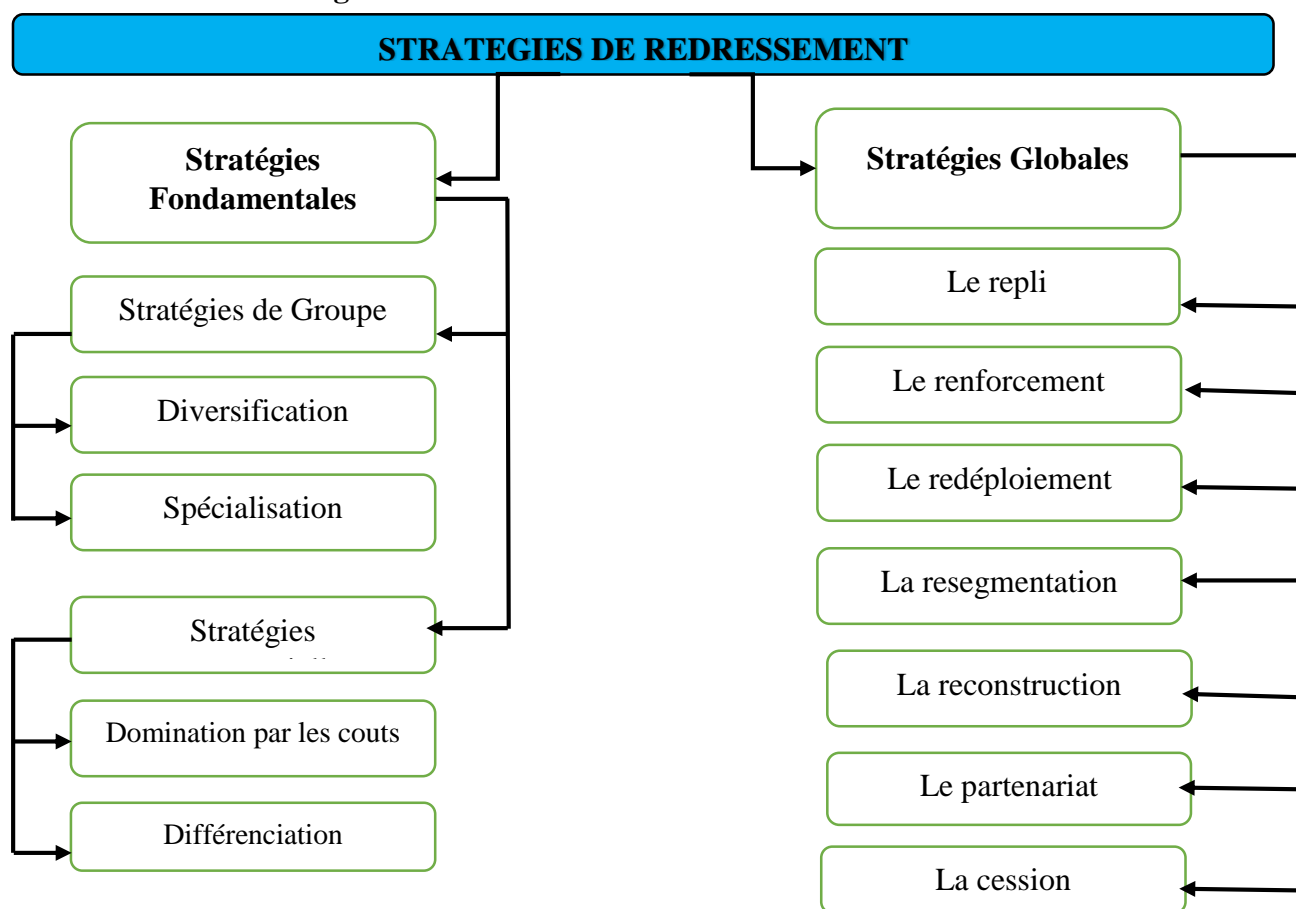 STRATEGIES DE REDRESSEMENT
Stratégies
Fondamentales
Stratégies de Groupe
Diversification
Spécialisation
Stratégies
Domination par les couts
Différenciation
Stratégies Globales
Le repli
Le renforcement
Le redéploiement
La resegmentation
La reconstruction
Le partenariat
La cession